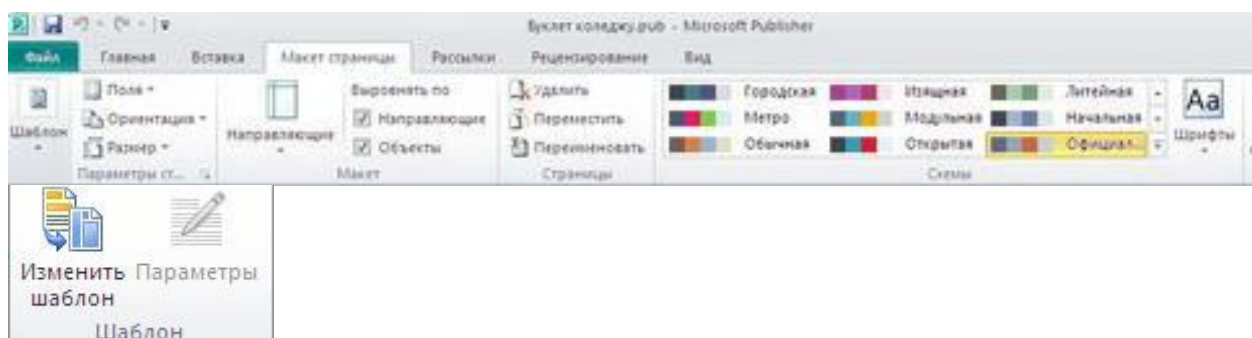 Буклет коледжу.pub - Microsoft Publisher
Файл Главная Вставка Макет страницы Рассылки Рецензирование Вид
Поля Выровнять по Удалить Городская Изящная Литейная Aa
Шаблон Ориентация Направляющие Направляющие Переместить Метро Модульная Начальная Шрифты
Размер Объекты Переименовать Обычная Открытая Официал...
Параметры ст... Макет Страницы Схемы
Изменить Параметры
шаблон
Шаблон